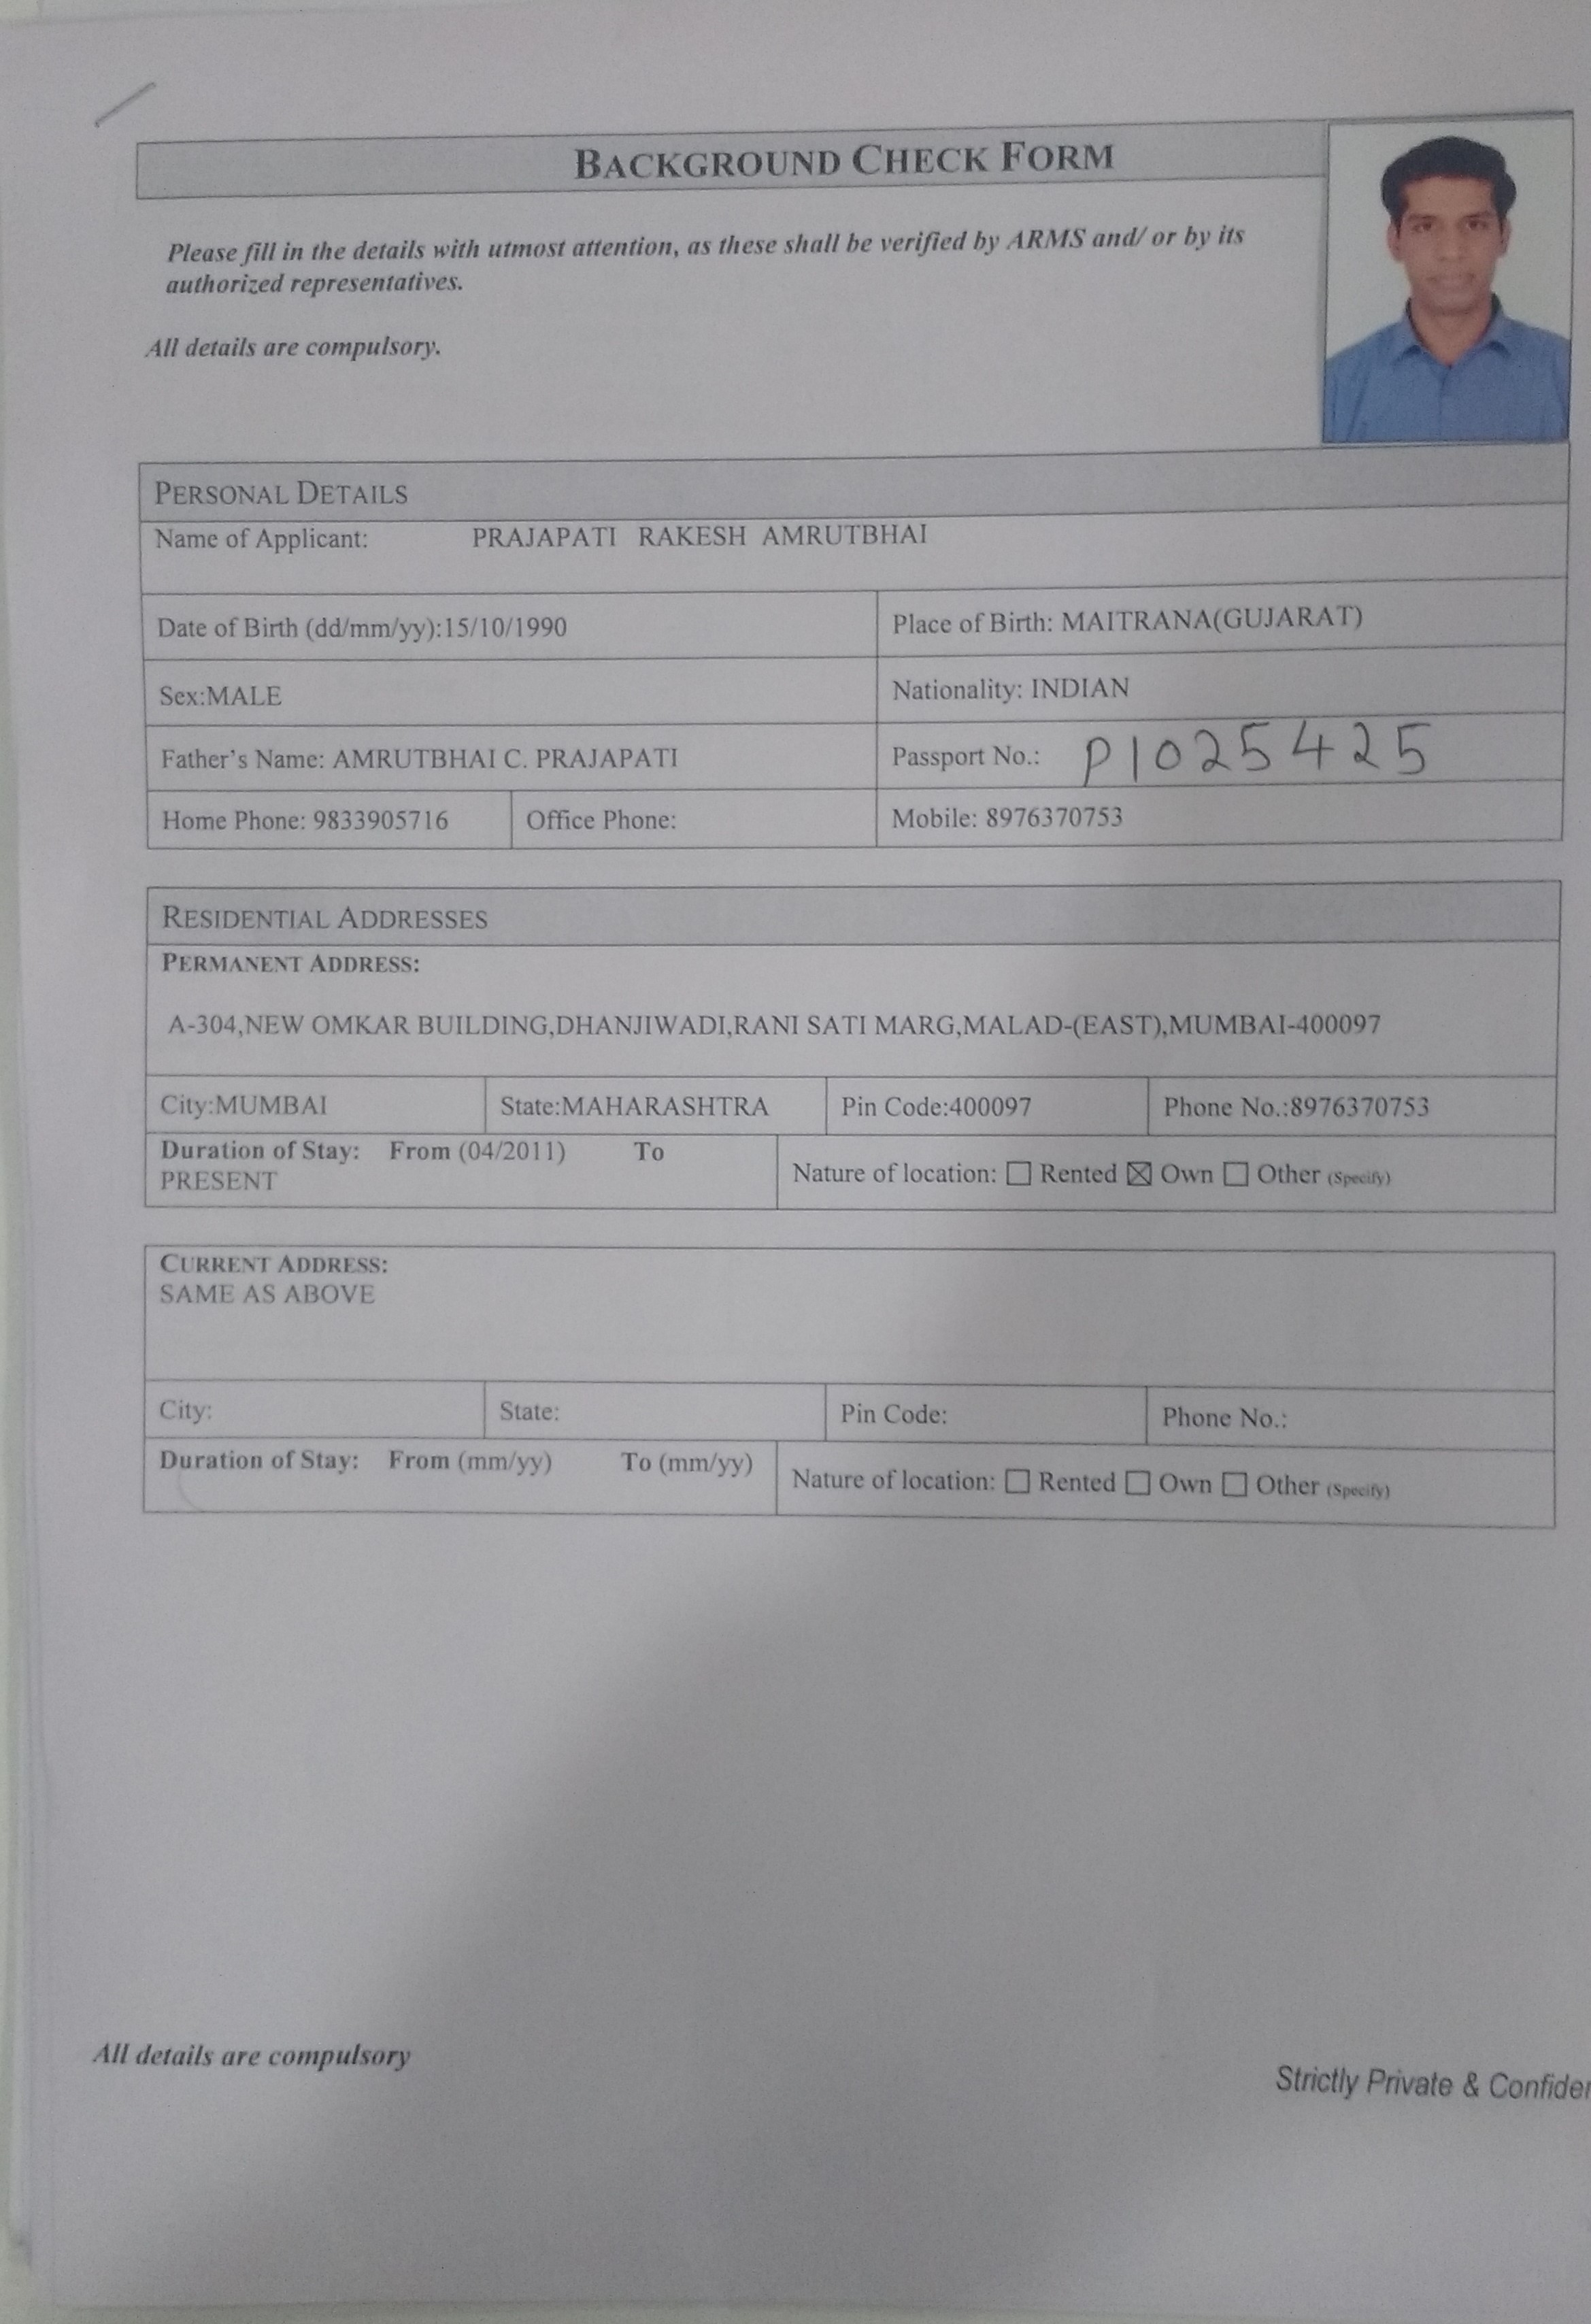 BACKGROUND CHECK FORM
Please fill in the details with utmost attention, as these shall be verified by ARMS and/ or by its
authorized representatives.
All details are compulsory.
PERSONAL DETAILS
Name of Applicant: PRAJAPATI RAKESH AMRUTBHAI
Date of Birth (dd/mm/yy):15/10/1990 Place of Birth: MAITRANA(GUJARAT)
Sex:MALE Nationality: INDIAN
Father's Name: AMRUTBHAI C. PRAJAPATI Passport No.: P1025425
Home Phone: 9833905716 Office Phone: Mobile: 8976370753
RESIDENTIAL ADDRESSES
PERMANENT ADDRESS:
A-304,NEW OMKAR BUILDING,DHANJIWADI,RANI SATI MARG,MALAD-(EAST),MUMBAI-400097
City:MUMBAI State:MAHARASHTRA Pin Code:400097 Phone No.:8976370753
Duration of Stay: From (04/2011) To
PRESENT
Nature of location: ☐ Rented ☒ Own ☐ Other (Specify)
CURRENT ADDRESS:
SAME AS ABOVE
City: State: Pin Code: Phone No.:
Duration of Stay: From (mm/yy) To (mm/yy) Nature of location: ☐ Rented ☐ Own ☐ Other (Specify)
All details are compulsory
Strictly Private & Confiden